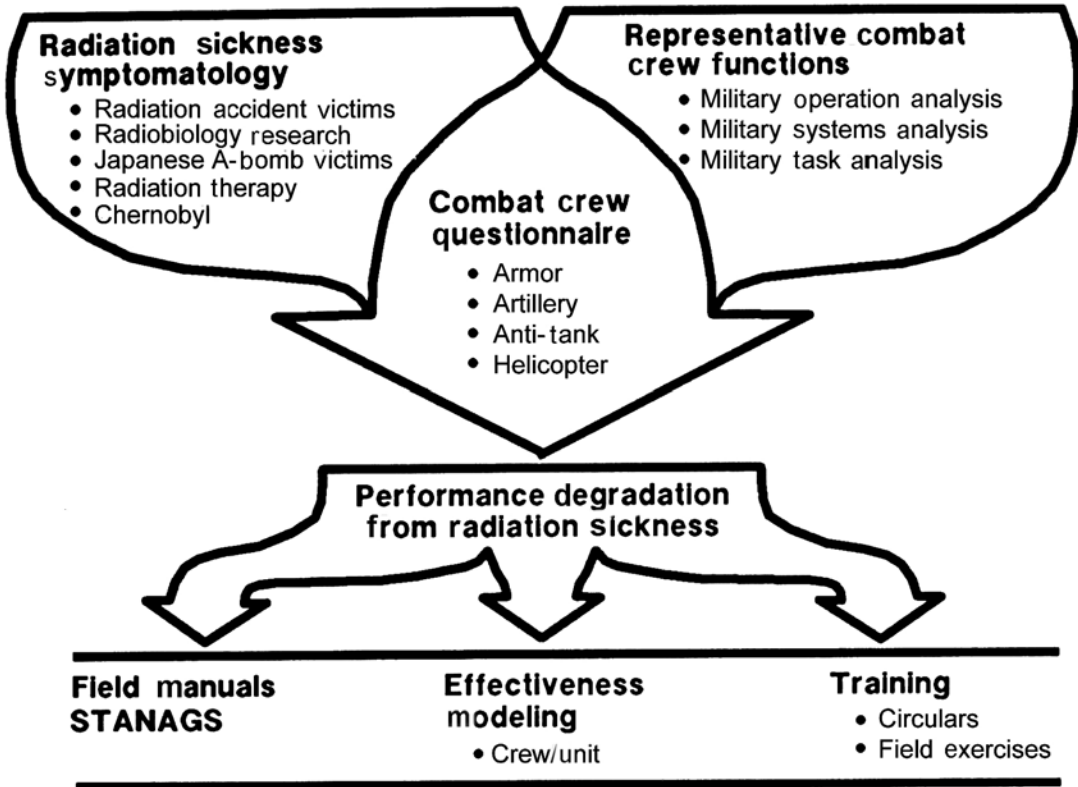 Radiation sickness
symptomatology
• Radiation accident victims
• Radiobiology research
• Japanese A-bomb victims
• Radiation therapy
• Chernobyl
Representative combat
crew functions
• Military operation analysis
• Military systems analysis
• Military task analysis
Combat crew
questionnaire
• Armor
• Artillery
• Anti-tank
• Helicopter
Performance degradation
from radiation sickness
Field manuals
STANAGS
Effectiveness
modeling
• Crew/unit
Training
• Circulars
• Field exercises